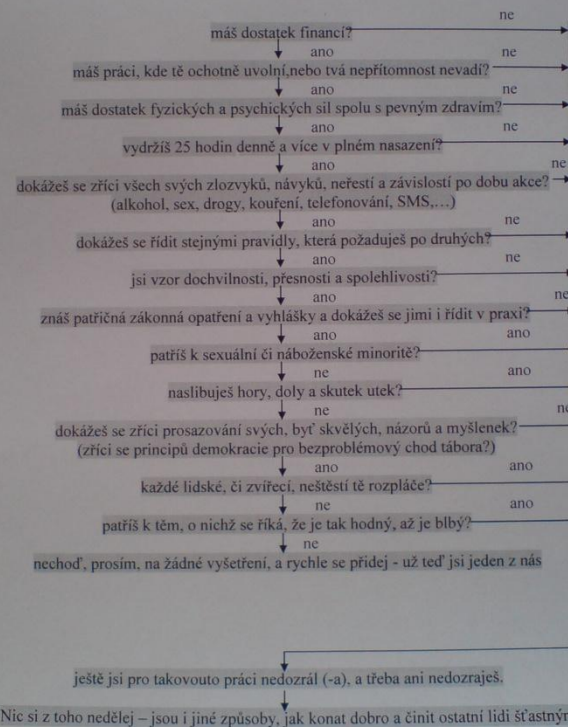 ne
máš dostatek financí?
ano
ne
máš práci, kde tě ochotně uvolní,nebo tvá nepřítomnost nevadí?
ano
ne
máš dostatek fyzických a psychických sil spolu s pevným zdravím?
ano
ne
vydržíš 25 hodin denně a více v plném nasazení?
ano
ne
dokážeš se zříci všech svých zlozvyků, návyků, neřestí a závislostí po dobu akce?
(alkohol, sex, drogy, kouření, telefonování, SMS,…)
ano
ne
dokážeš se řídit stejnými pravidly, která požaduješ po druhých?
ano
ne
jsi vzor dochvilnosti, přesnosti a spolehlivosti?
ano
ne
znáš patřičná zákonná opatření a vyhlášky a dokážeš se jimi i řídit v praxi?
ano
ano
patříš k sexuální či náboženské minoritě?
ne
ano
naslibuješ hory, doly a skutek utek?
ne
ne
dokážeš se zříci prosazování svých, byť skvělých, názorů a myšlenek?
(zříci se principů demokracie pro bezproblémový chod tábora?)
ano
ano
každé lidské, či zvířecí, neštěstí tě rozpláče?
ne
ano
patříš k těm, o nichž se říká, že je tak hodný, až je blbý?
ne
nechoď, prosím, na žádné vyšetření, a rychle se přidej - už teď jsi jeden z nás
ještě jsi pro takovouto práci nedozrál (-a), a třeba ani nedozraješ.
Nic si z toho nedělej – jsou i jiné způsoby, jak konat dobro a činit ostatní lidi šťastným